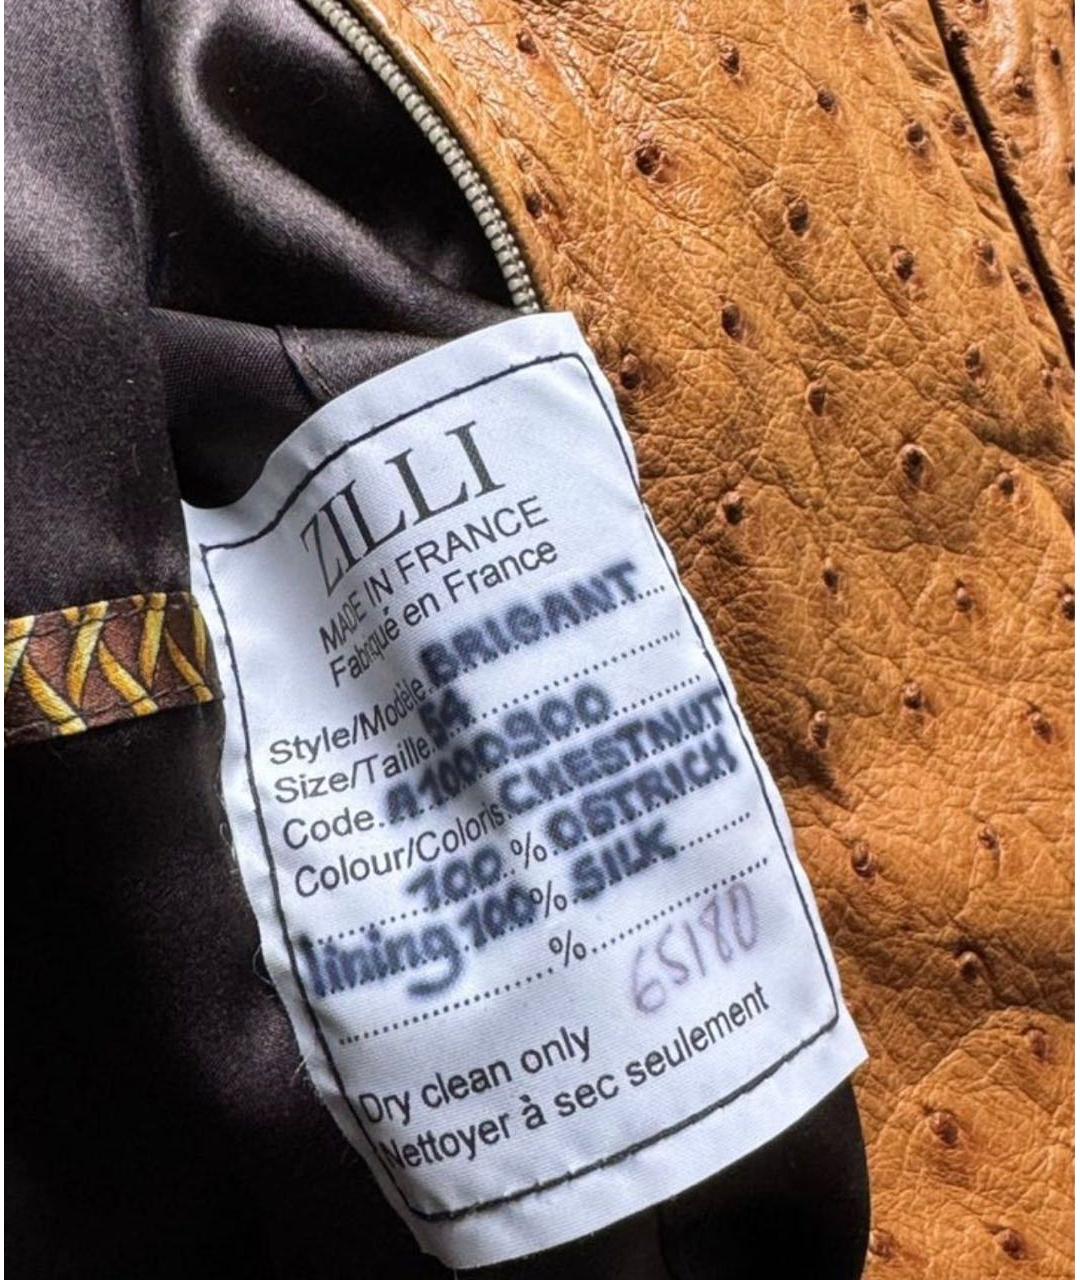 ZILLI
MADE IN FRANCE
Fabriqué en France
Style/Modèle BRIGANT
Size/Taille 54
Code. A1000900
Colour/Coloris CHESTNUT
100 % OSTRICH
lining 100% SILK
%
65180
Dry clean only
Nettoyer à sec seulement